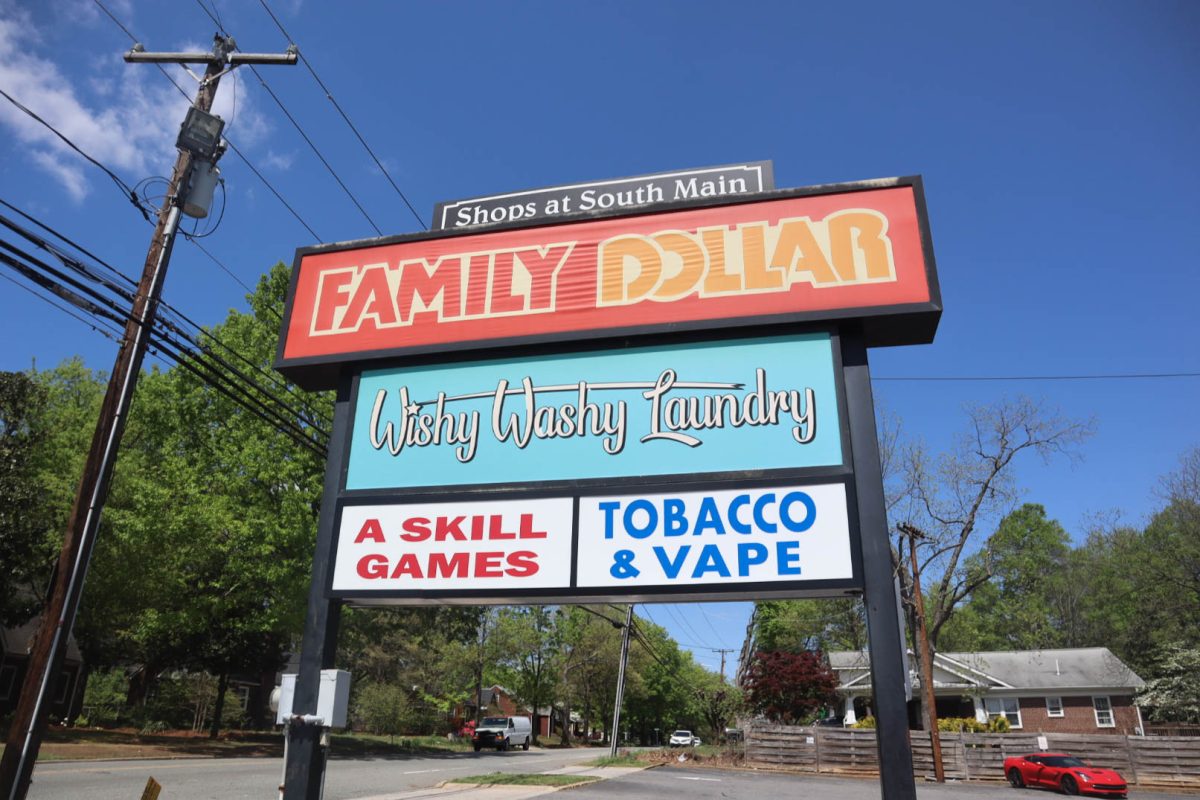 Shops at South Main
FAMILY DOLLAR
Wishy Washy Laundry
A SKILL
GAMES
TOBACCO
& VAPE